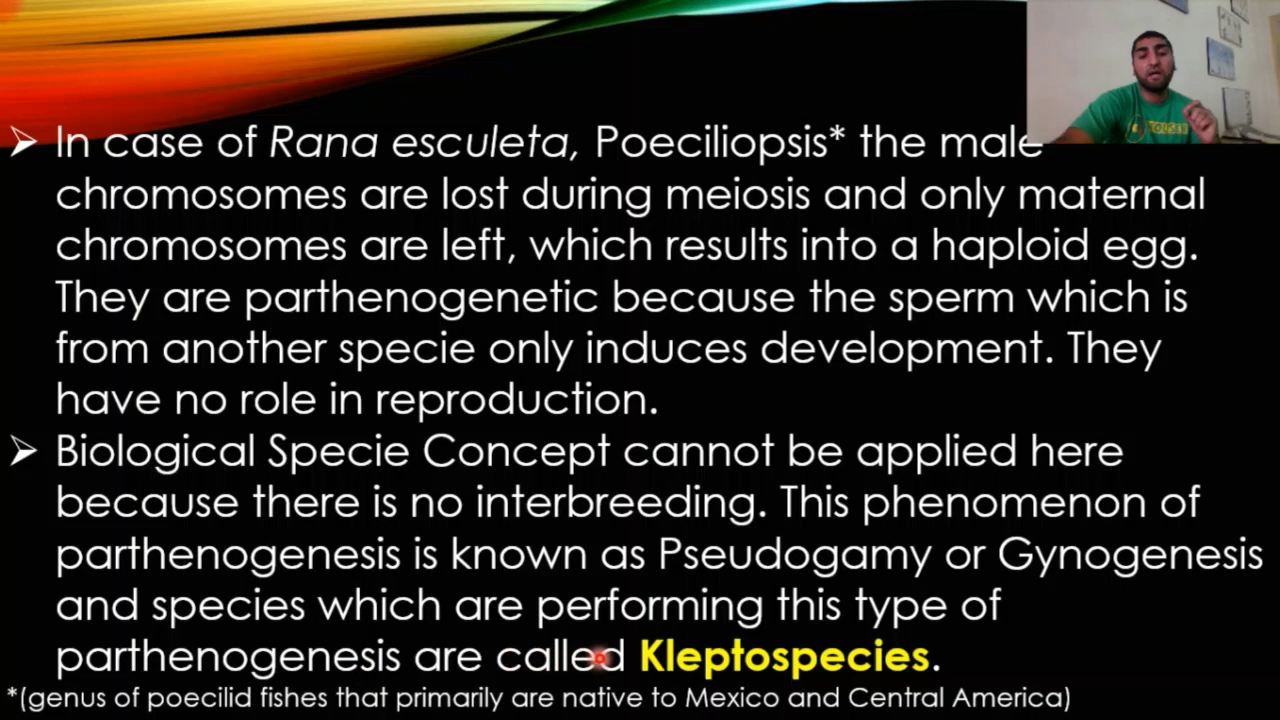 ➢ In case of Rana esculeta, Poeciliopsis* the male
chromosomes are lost during meiosis and only maternal
chromosomes are left, which results into a haploid egg.
They are parthenogenetic because the sperm which is
from another specie only induces development. They
have no role in reproduction.
➢ Biological Specie Concept cannot be applied here
because there is no interbreeding. This phenomenon of
parthenogenesis is known as Pseudogamy or Gynogenesis
and species which are performing this type of
parthenogenesis are called Kleptospecies.
*(genus of poecilid fishes that primarily are native to Mexico and Central America)